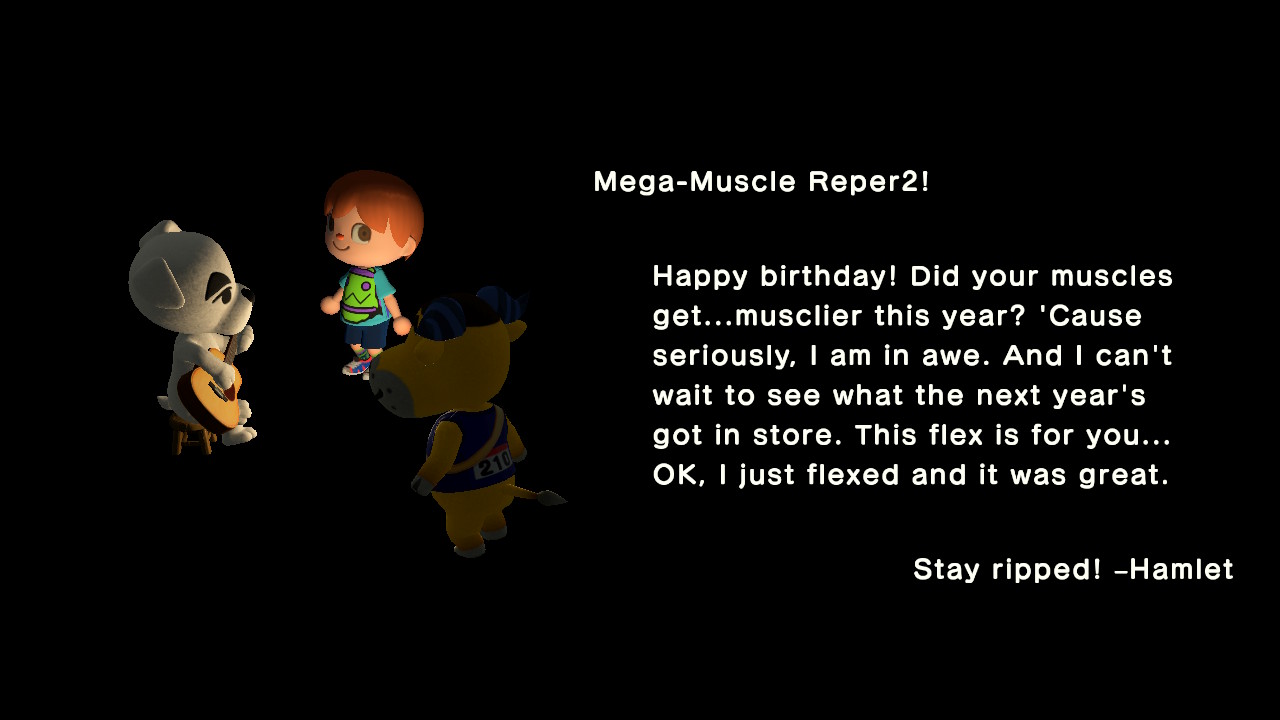 Mega-Muscle Reper2!
Happy birthday! Did your muscles
get...musclier this year? 'Cause
seriously, I am in awe. And I can't
wait to see what the next year's
got in store. This flex is for you...
OK, I just flexed and it was great.
Stay ripped! –Hamlet
210